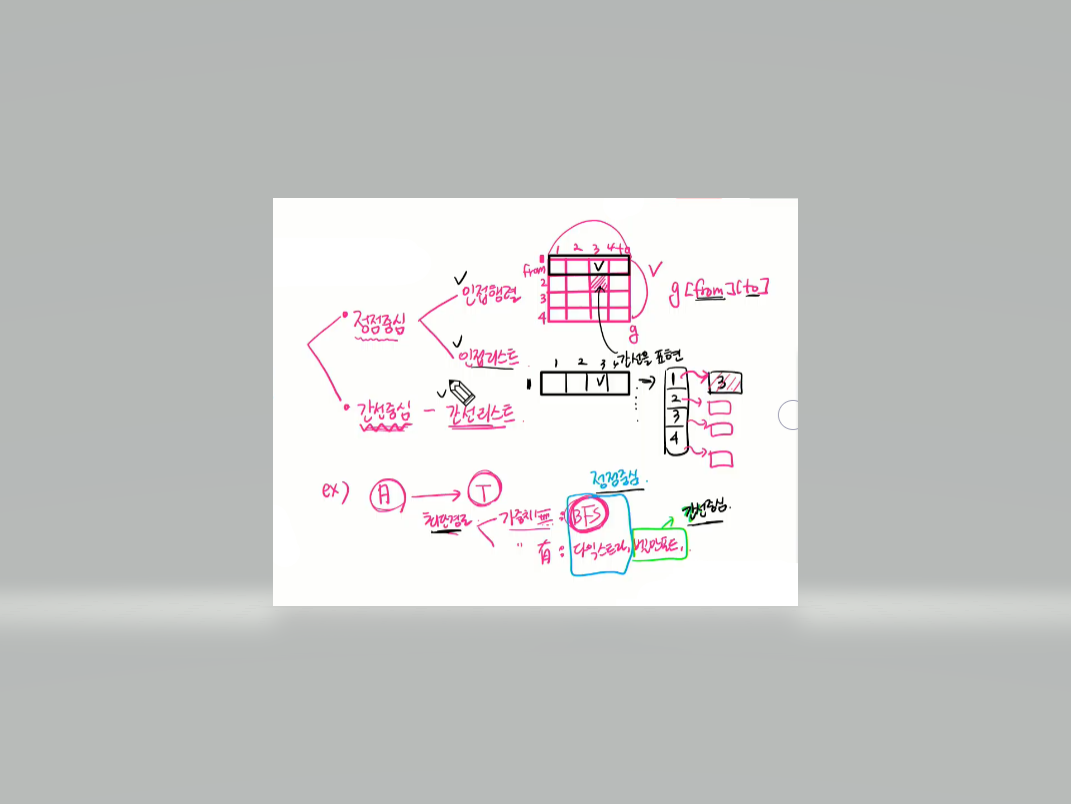 1 2 3 4 to
from
2
3
4
g
g[from][to]
인접행렬
정점중심
인접리스트
간선을 표현
1 2 3 4
1
2
3
4
3
간선중심 - 간선리스트
정점중심.
ex) A → T
최단경로
가중치 無 : BFS
〃 有 : 다익스트라, 벨만포드,
간선중심.